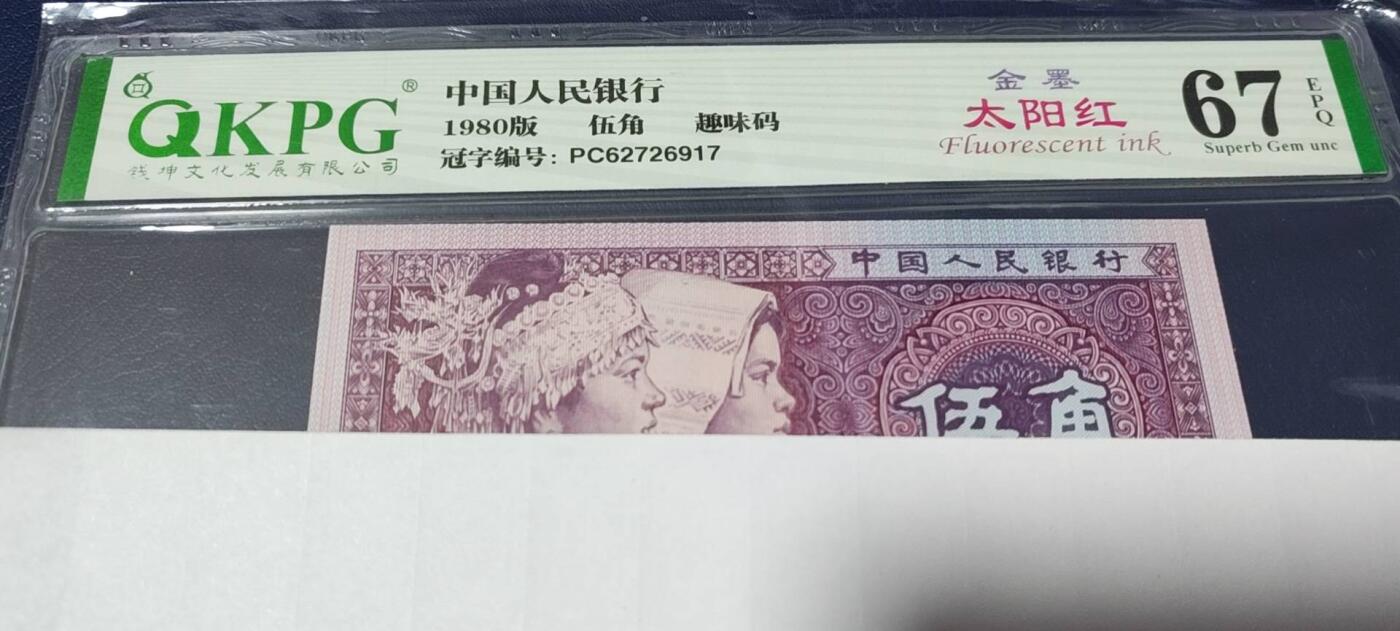 QKPG®
钱坤文化发展有限公司
中国人民银行
1980版 伍角 趣味码
冠字编号: PC62726917
金墨
太阳红
Fluorescent ink
67
EPQ
Superb Gem unc
中国人民银行
伍角